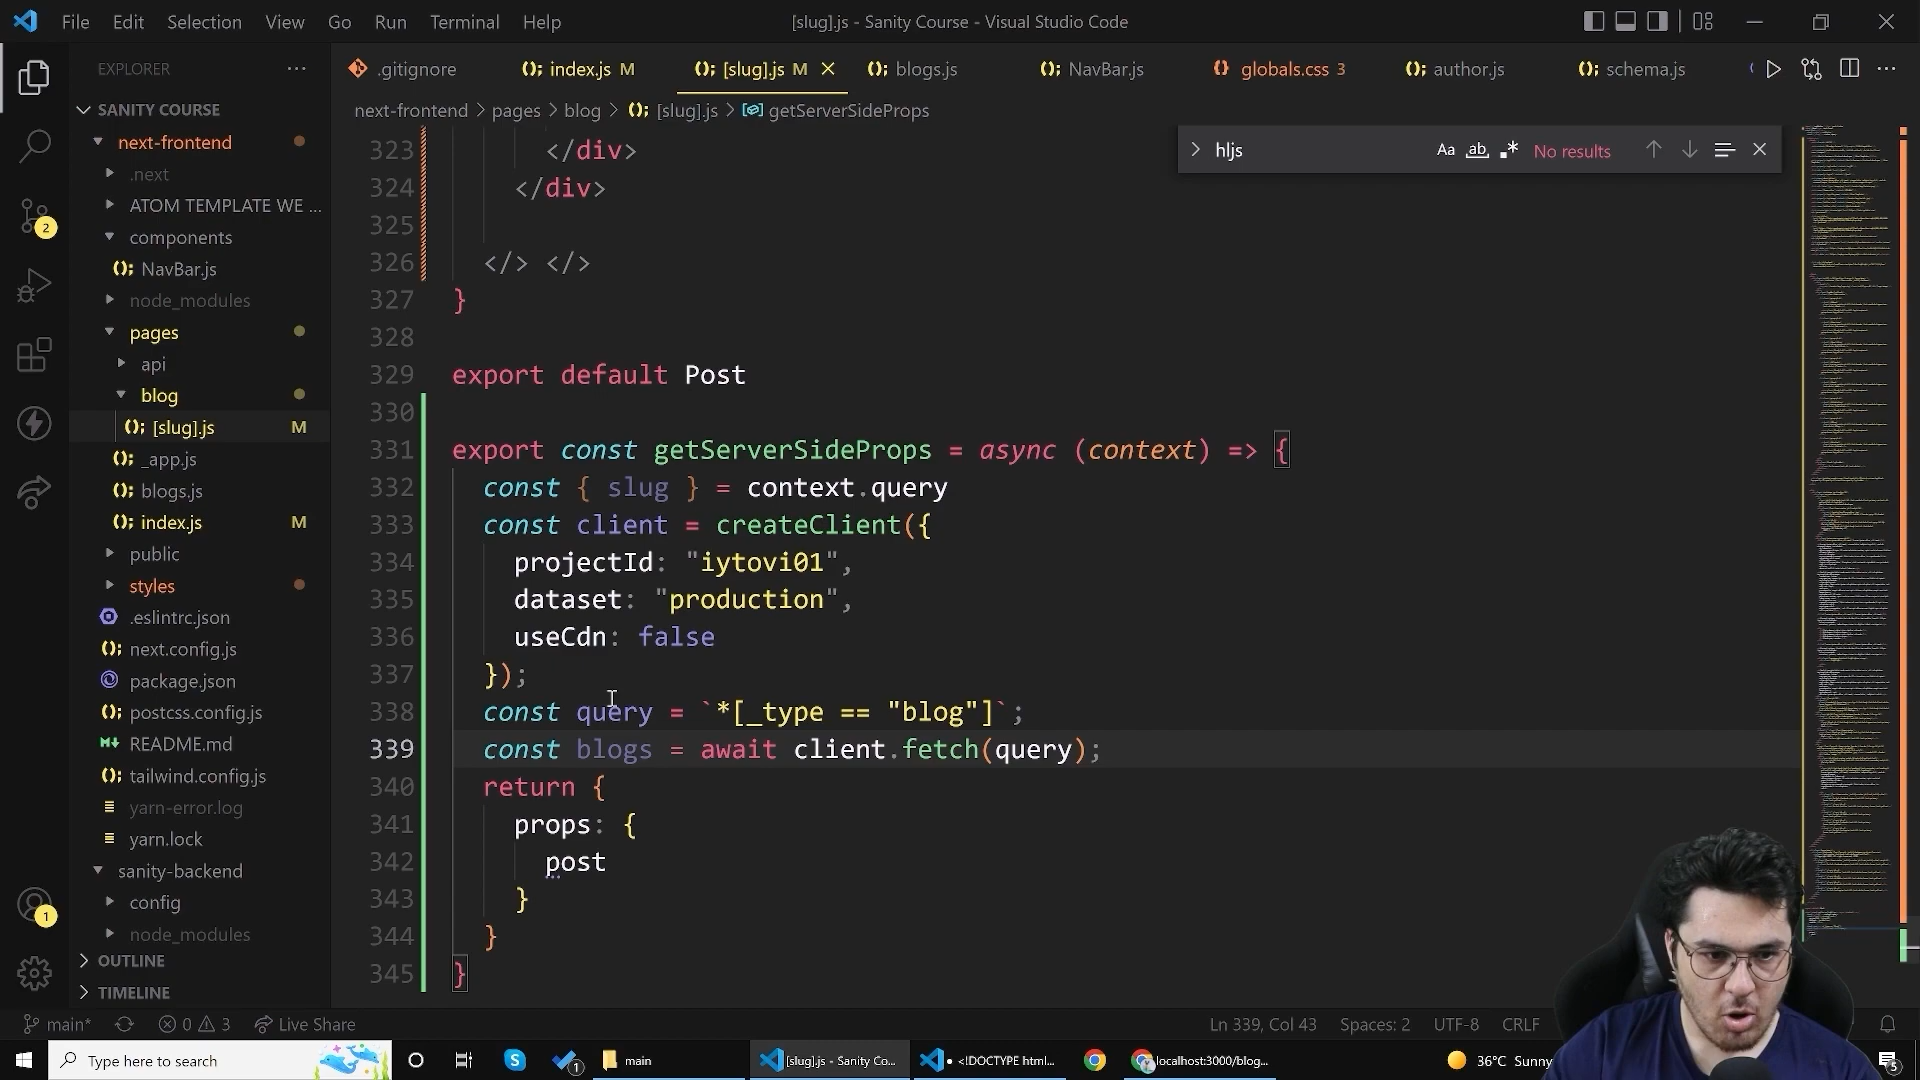 File Edit Selection View Go Run Terminal Help
[slug].js - Sanity Course - Visual Studio Code
EXPLORER
.gitignore
index.js M
[slug].js M
blogs.js
NavBar.js
globals.css 3
author.js
schema.js
next-frontend > pages > blog > [slug].js > getServerSideProps
hljs
Aa ab .* No results
SANITY COURSE
next-frontend
.next
ATOM TEMPLATE WE ...
components
NavBar.js
node_modules
pages
api
blog
[slug].js M
_app.js
blogs.js
index.js M
public
styles
.eslintrc.json
next.config.js
package.json
postcss.config.js
README.md
tailwind.config.js
yarn-error.log
yarn.lock
sanity-backend
config
node_modules
OUTLINE
TIMELINE
2
1
323 </div>
324 </div>
325
326 </> </>
327 }
328
329 export default Post
330
331 export const getServerSideProps = async (context) => {
332 const { slug } = context.query
333 const client = createClient({
334 projectId: "iytovi01",
335 dataset: "production",
336 useCdn: false
337 });
338 const query = `*[_type == "blog"]`;
339 const blogs = await client.fetch(query);
340 return {
341 props: {
342 post
343 }
344 }
345 }
main* 0 3 Live Share
Ln 339, Col 43 Spaces: 2 UTF-8 CRLF
Type here to search
1
main
[slug].js - Sanity Co...
• <!DOCTYPE html...
localhost:3000/blog...
36°C Sunny
5